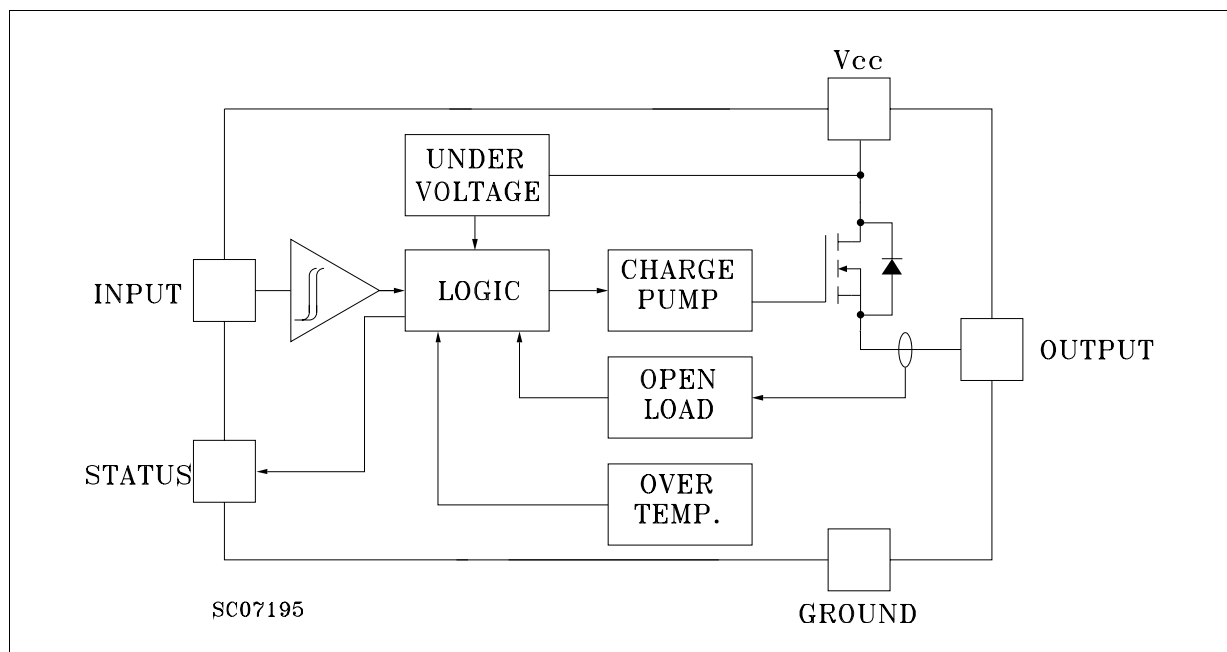 Vcc
UNDER
VOLTAGE
INPUT
LOGIC
CHARGE
PUMP
OUTPUT
OPEN
LOAD
STATUS
OVER
TEMP.
SC07195
GROUND